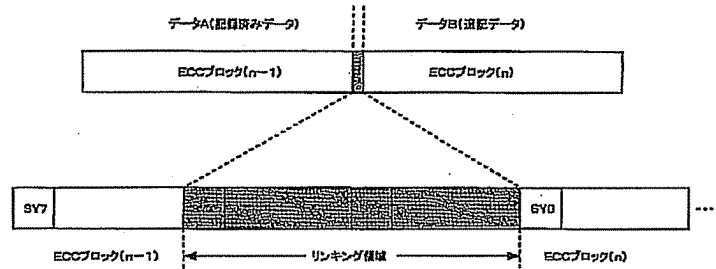 データA(記録済みデータ)
データB(追記データ)
ECCブロック(n-1)
ECCブロック(n)
SY7
SY0
ECCブロック(n-1)
リンキング領域
ECCブロック(n)